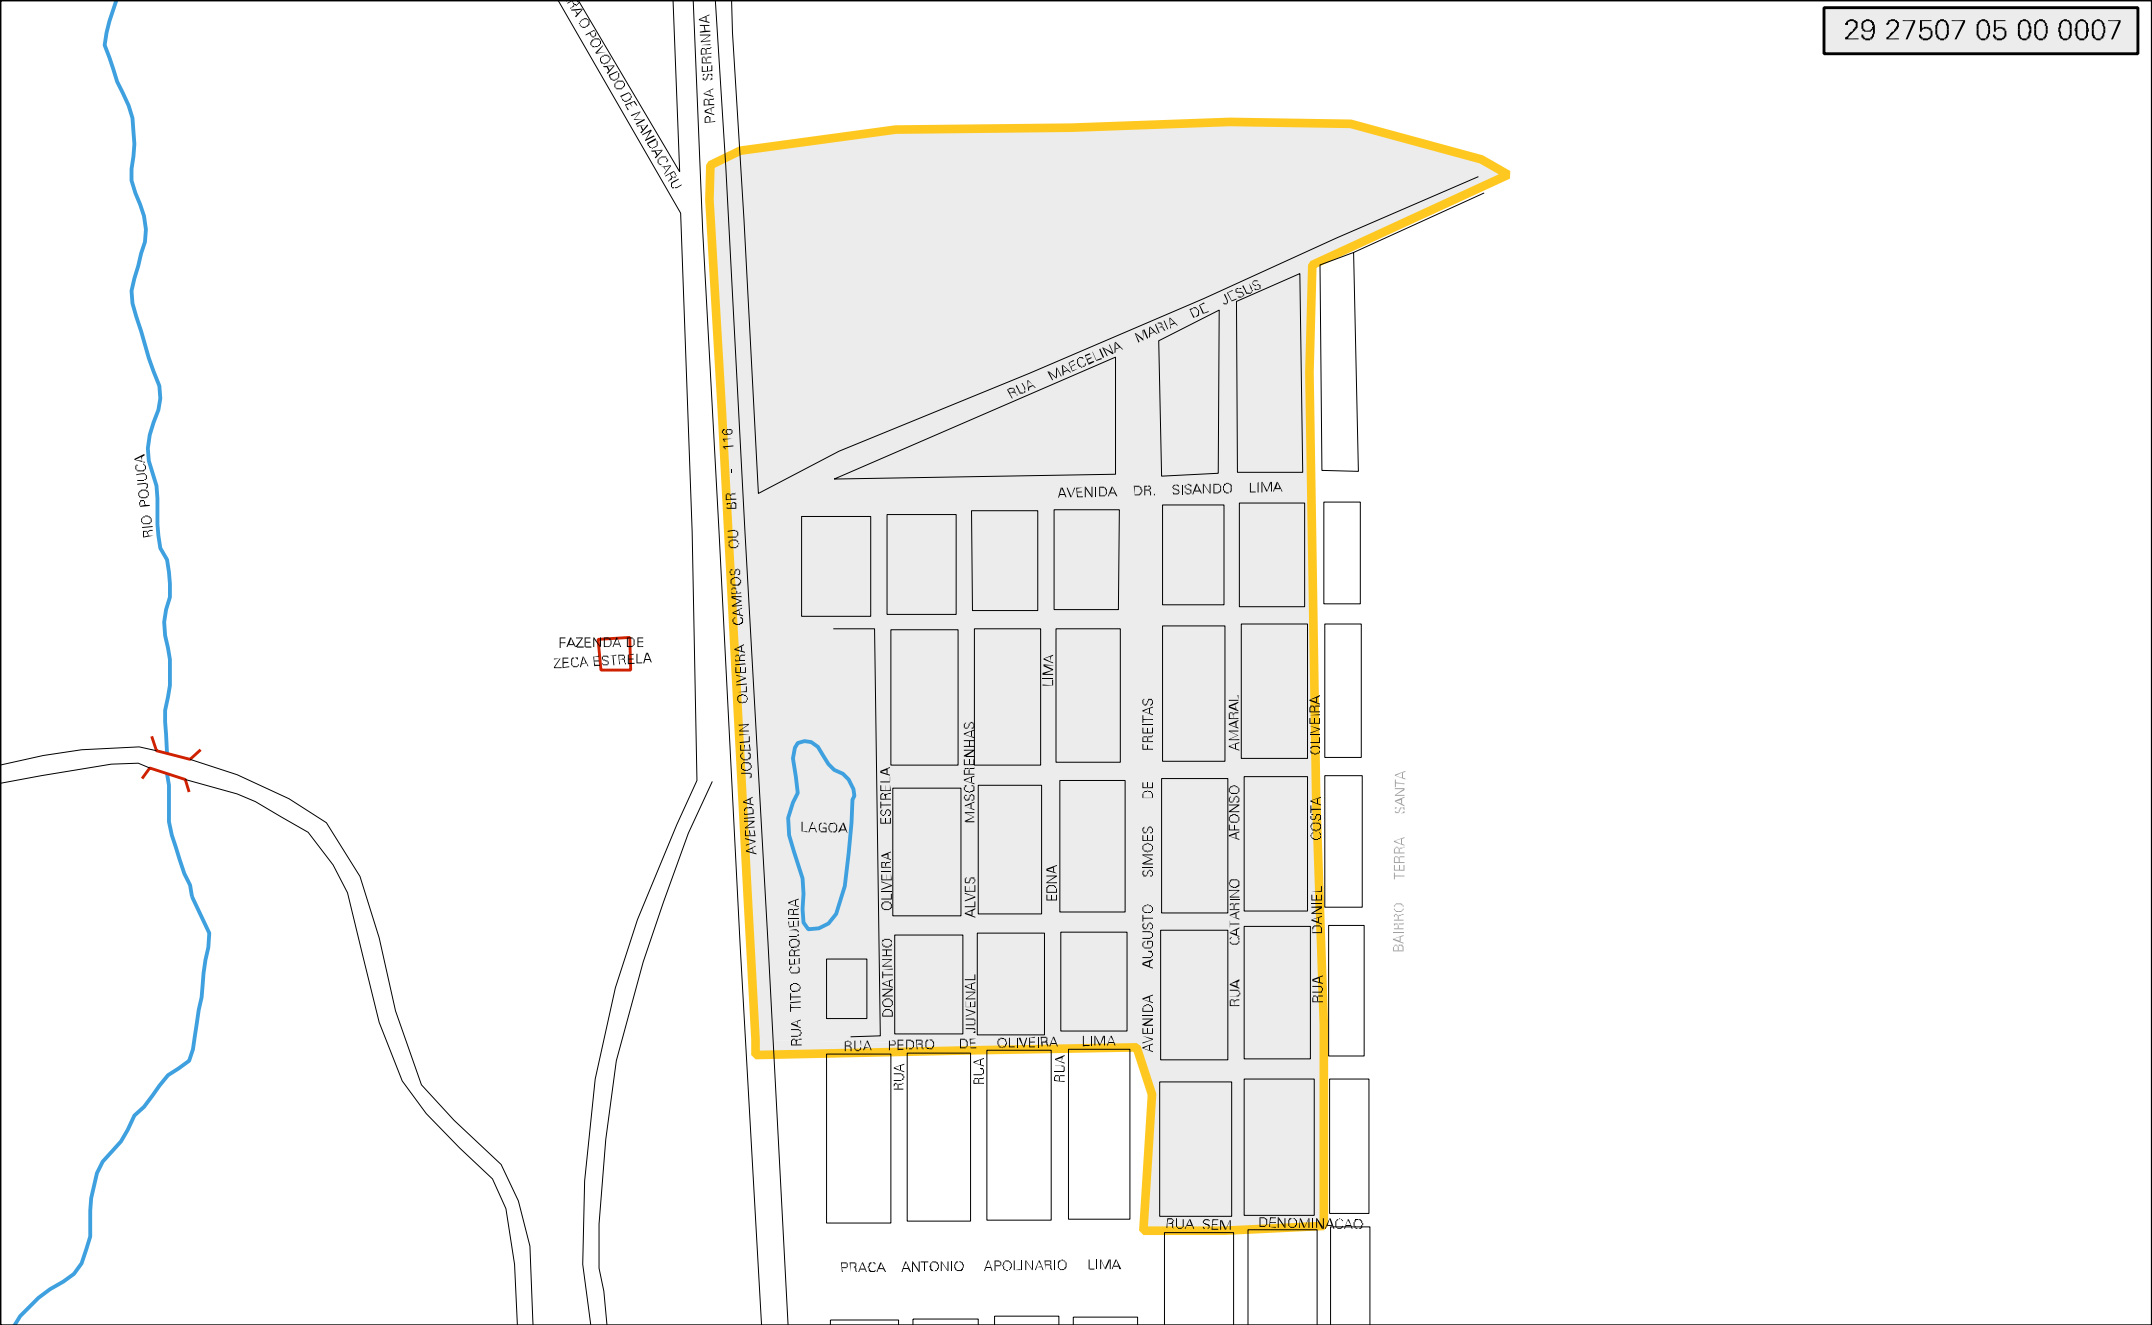 29 27507 05 00 0007
RA O POVOADO DE MANDACARU
PARA SERRINHA
RUA MAECELINA MARIA DE JESUS
AVENIDA DR. SISANDO LIMA
RIO POJUCA
FAZENDA DE
ZECA ESTRELA
AVENIDA JOCELIN OLIVEIRA CAMPOS OU BR - 116
LAGOA
RUA TITO CERQUEIRA
RUA DONATINHO OLIVEIRA ESTRELA
RUA JUVENAL ALVES MASCARENHAS
RUA EDNA LIMA
AVENIDA AUGUSTO SIMOES DE FREITAS
RUA CATARINO AFONSO AMARAL
RUA DANIEL COSTA OLIVEIRA
BAIRRO TERRA SANTA
RUA PEDRO DE OLIVEIRA LIMA
RUA SEM DENOMINACAO
PRACA ANTONIO APOLINARIO LIMA